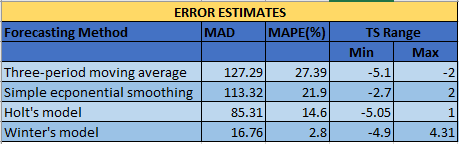 ERROR ESTIMATES
Forecasting Method MAD MAPE(%) TS Range
Min Max
Three-period moving average 127.29 27.39 -5.1 -2
Simple ecponential smoothing 113.32 21.9 -2.7 2
Holt's model 85.31 14.6 -5.05 1
Winter's model 16.76 2.8 -4.9 4.31